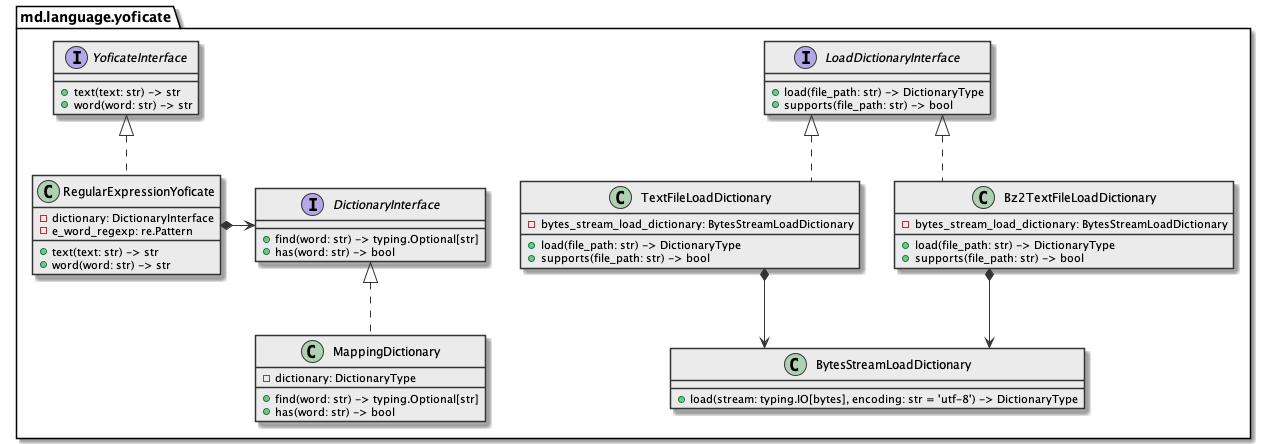 md.language.yoficate
I YoficateInterface
text(text: str) -> str
word(word: str) -> str
I LoadDictionaryInterface
load(file_path: str) -> DictionaryType
supports(file_path: str) -> bool
C RegularExpressionYoficate
dictionary: DictionaryInterface
e_word_regexp: re.Pattern
text(text: str) -> str
word(word: str) -> str
I DictionaryInterface
find(word: str) -> typing.Optional[str]
has(word: str) -> bool
C TextFileLoadDictionary
bytes_stream_load_dictionary: BytesStreamLoadDictionary
load(file_path: str) -> DictionaryType
supports(file_path: str) -> bool
C Bz2TextFileLoadDictionary
bytes_stream_load_dictionary: BytesStreamLoadDictionary
load(file_path: str) -> DictionaryType
supports(file_path: str) -> bool
C MappingDictionary
dictionary: DictionaryType
find(word: str) -> typing.Optional[str]
has(word: str) -> bool
C BytesStreamLoadDictionary
load(stream: typing.IO[bytes], encoding: str = 'utf-8') -> DictionaryType